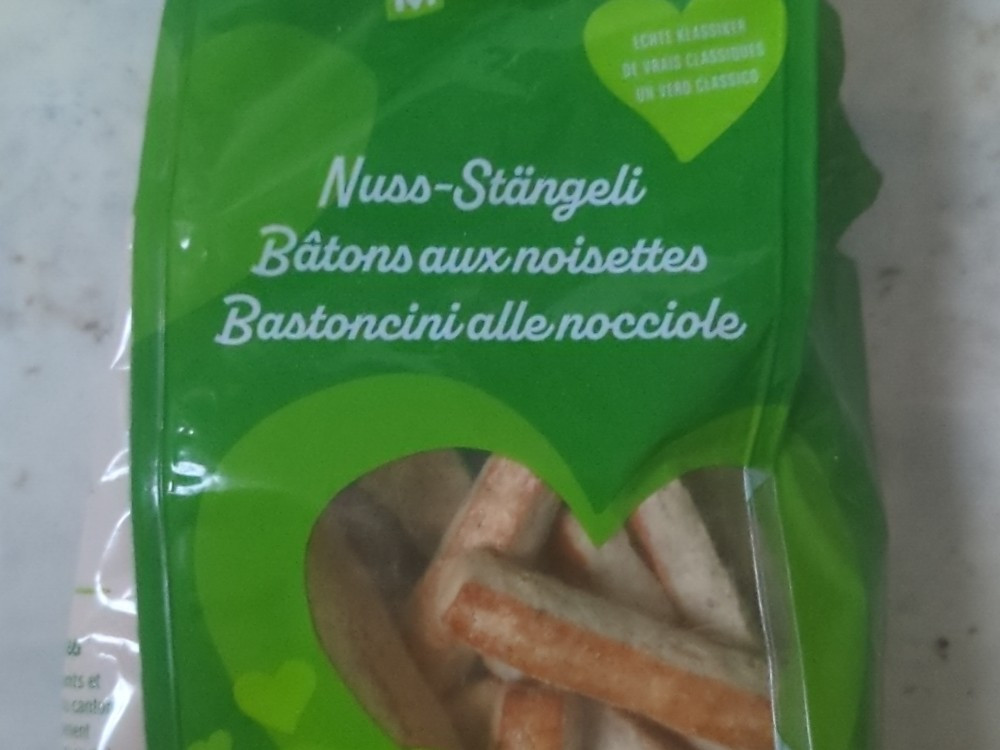 M
ECHTE KLASSIKER
DE VRAIS CLASSIQUES
UN VERO CLASSICO
Nuss-Stängeli
Bâtons aux noisettes
Bastoncini alle nocciole